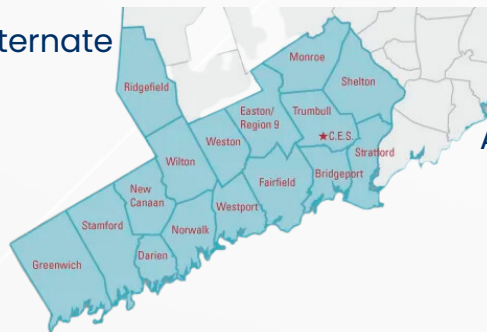 ternate
Monroe
Ridgefield
Shelton
Easton/
Region 9
Trumbull
★C.E.S.
A
Weston
Stratford
Wilton
Bridgeport
Fairfield
New
Canaan
Westport
Stamford
Norwalk
Darien
Greenwich